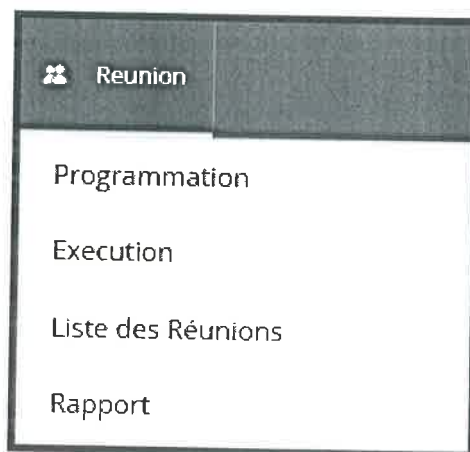 Reunion
Programmation
Execution
Liste des Réunions
Rapport